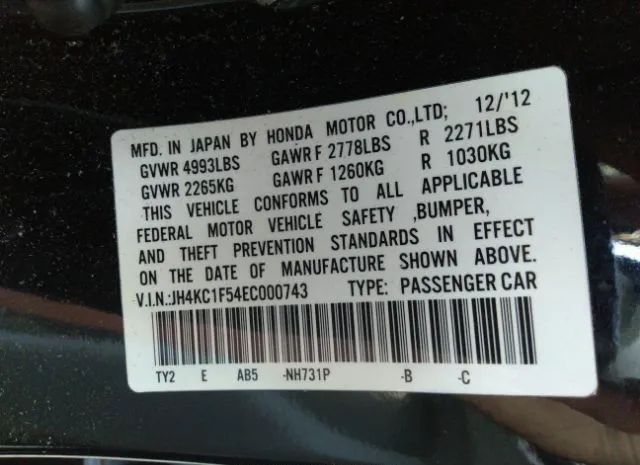 MFD. IN JAPAN BY HONDA MOTOR CO.,LTD; 12/'12
GVWR 4993LBS GAWR F 2778LBS R 2271LBS
GVWR 2265KG GAWR F 1260KG R 1030KG
THIS VEHICLE CONFORMS TO ALL APPLICABLE
FEDERAL MOTOR VEHICLE SAFETY ,BUMPER,
AND THEFT PREVENTION STANDARDS IN EFFECT
ON THE DATE OF MANUFACTURE SHOWN ABOVE.
V.I.N.:JH4KC1F54EC000743 TYPE: PASSENGER CAR
TY2 E AB5 -NH731P -B -C